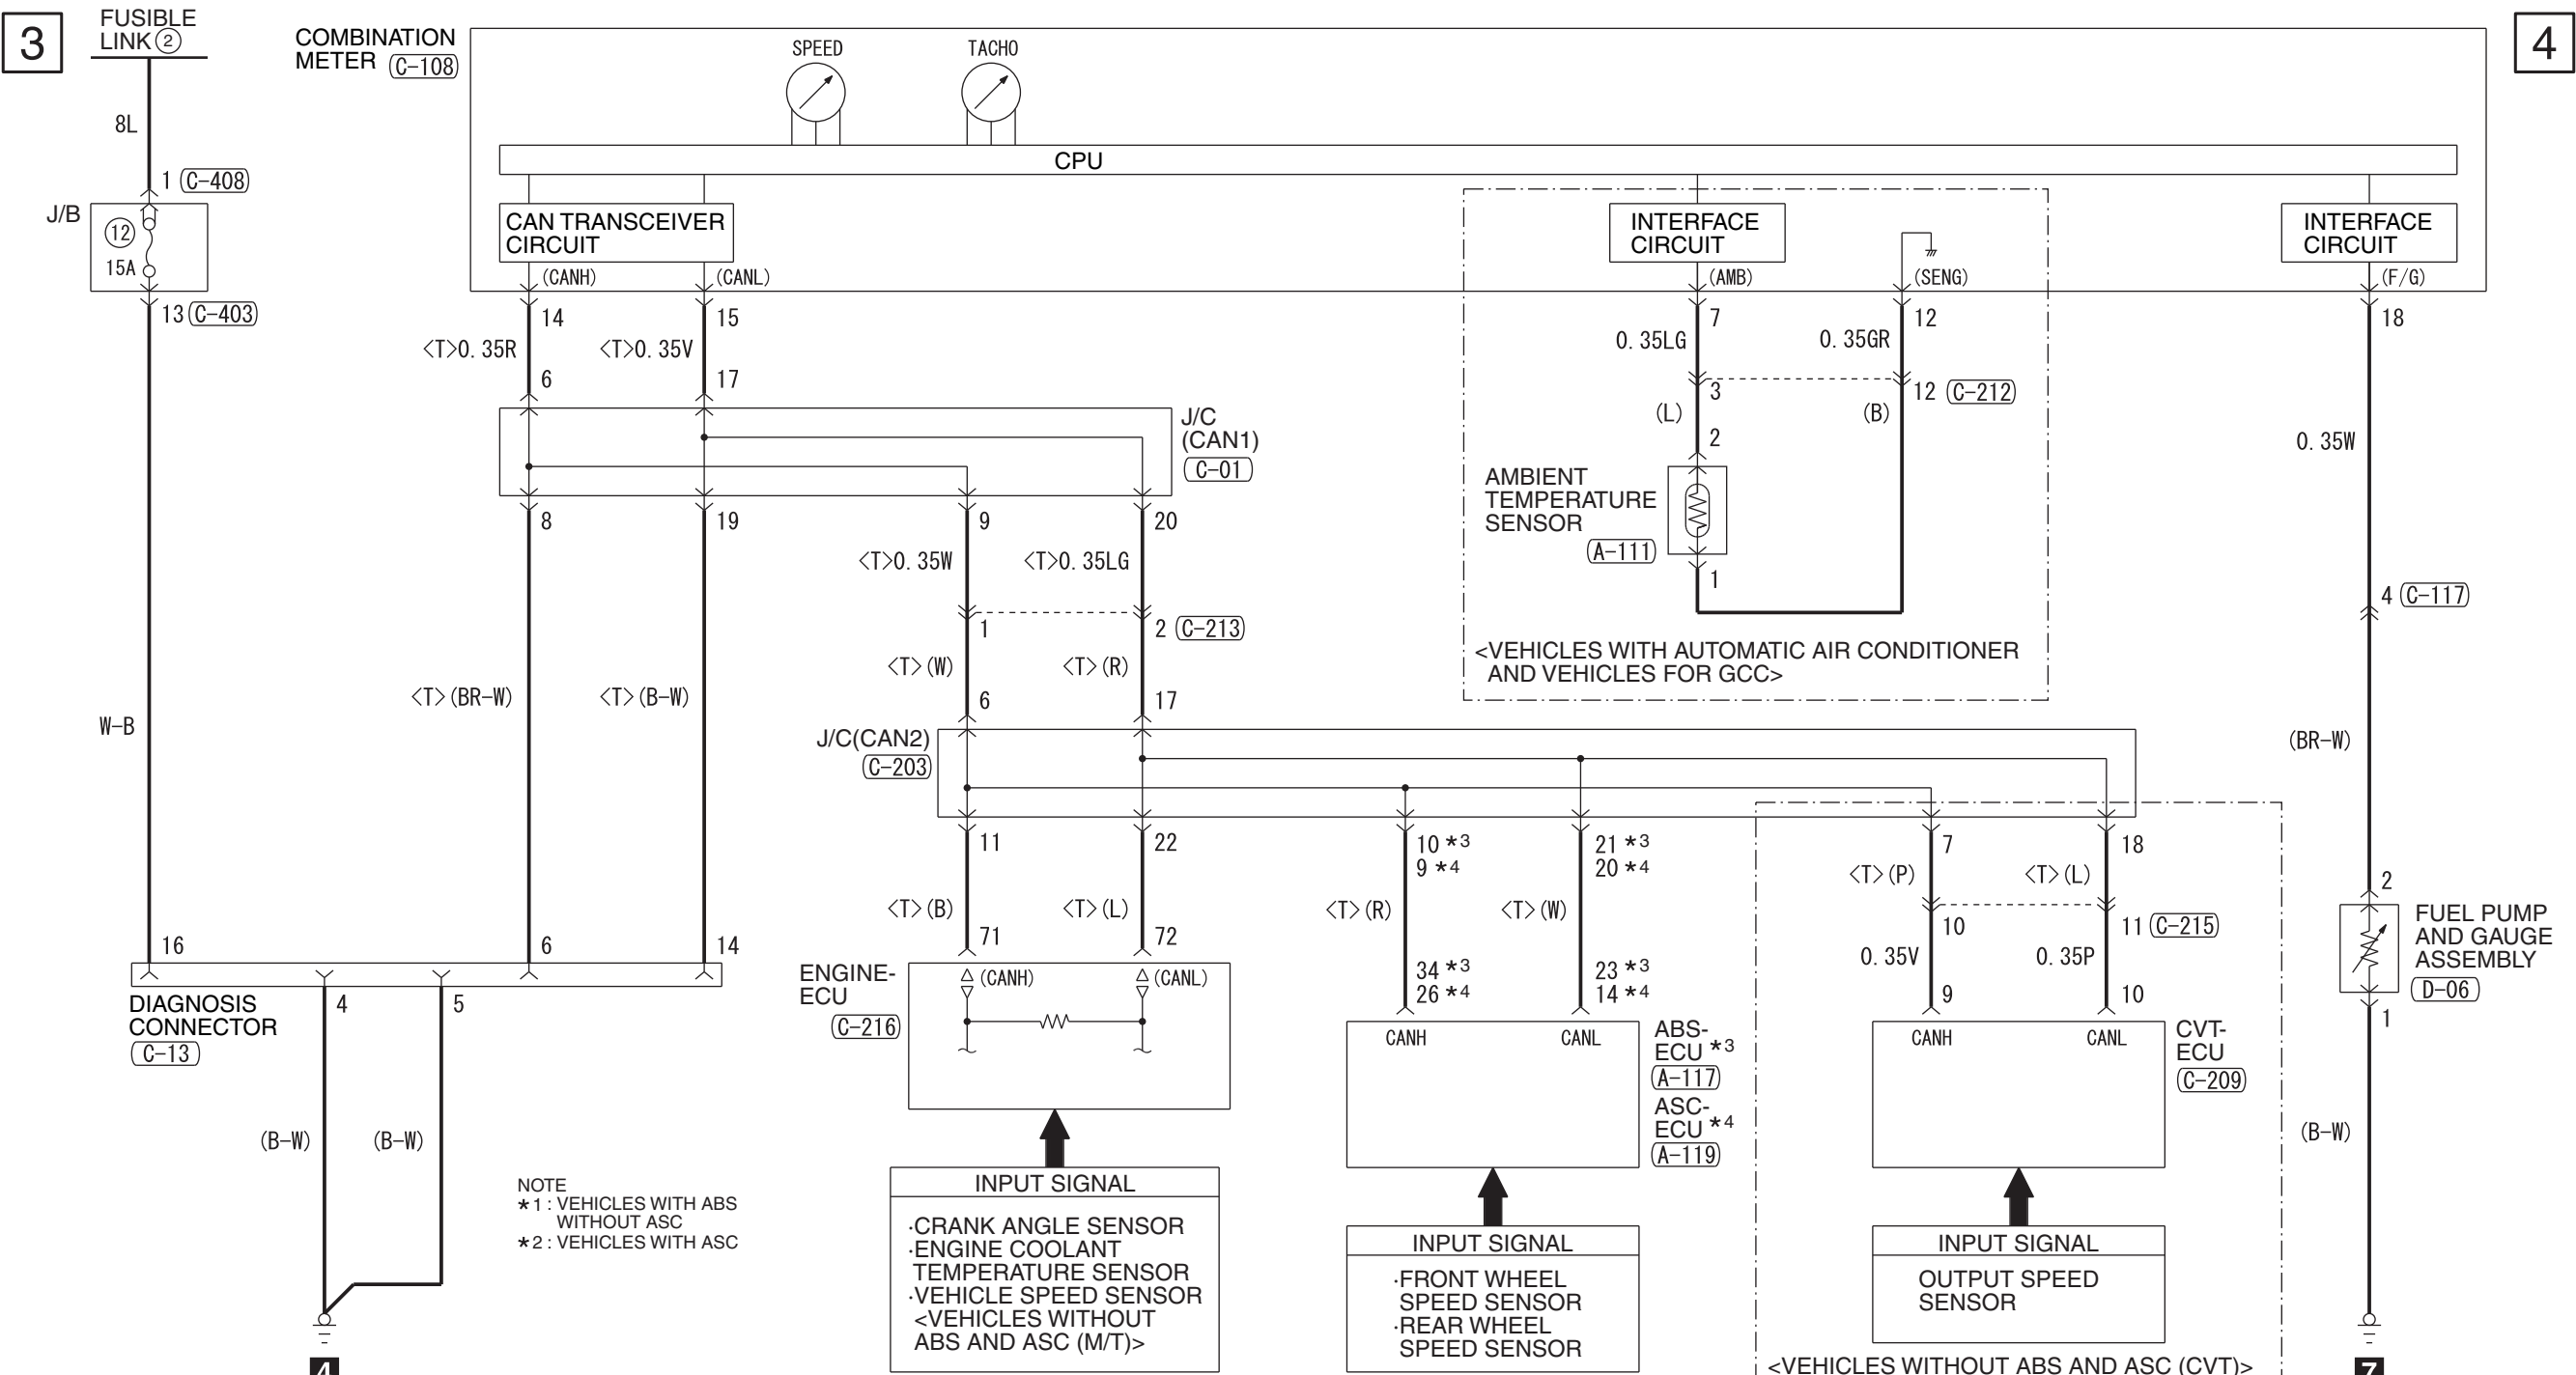 3
FUSIBLE
LINK 2
8L
1 C-408
J/B
12
15A
13 C-403
W-B
16
DIAGNOSIS
CONNECTOR
C-13
4
5
6
14
(B-W)
(B-W)
4
COMBINATION
METER C-108
SPEED
TACHO
CPU
CAN TRANSCEIVER
CIRCUIT
(CANH)
(CANL)
14
15
<T>0.35R
<T>0.35V
6
17
J/C
(CAN1)
C-01
8
19
9
20
<T>(BR-W)
<T>(B-W)
<T>0.35W
<T>0.35LG
1
2 C-213
<T>(W)
<T>(R)
6
17
J/C(CAN2)
C-203
11
22
<T>(B)
<T>(L)
71
72
ENGINE-
ECU
C-216
(CANH)
(CANL)
INPUT SIGNAL
·CRANK ANGLE SENSOR
·ENGINE COOLANT
TEMPERATURE SENSOR
·VEHICLE SPEED SENSOR
<VEHICLES WITHOUT
ABS AND ASC (M/T)>
NOTE
*1 : VEHICLES WITH ABS
WITHOUT ASC
*2 : VEHICLES WITH ASC
10 *3
9 *4
21 *3
20 *4
<T>(R)
<T>(W)
34 *3
26 *4
23 *3
14 *4
CANH
CANL
ABS-
ECU *3
A-117
ASC-
ECU *4
A-119
INPUT SIGNAL
·FRONT WHEEL
SPEED SENSOR
·REAR WHEEL
SPEED SENSOR
7
18
<T>(P)
<T>(L)
10
11 C-215
0.35V
0.35P
9
10
CANH
CANL
CVT-
ECU
C-209
INPUT SIGNAL
OUTPUT SPEED
SENSOR
<VEHICLES WITHOUT ABS AND ASC (CVT)>
INTERFACE
CIRCUIT
(AMB)
(SENG)
7
12
0.35LG
0.35GR
3
12 C-212
(L)
(B)
2
AMBIENT
TEMPERATURE
SENSOR
A-111
1
<VEHICLES WITH AUTOMATIC AIR CONDITIONER
AND VEHICLES FOR GCC>
4
INTERFACE
CIRCUIT
(F/G)
18
0.35W
4 C-117
(BR-W)
2
FUEL PUMP
AND GAUGE
ASSEMBLY
D-06
1
(B-W)
7